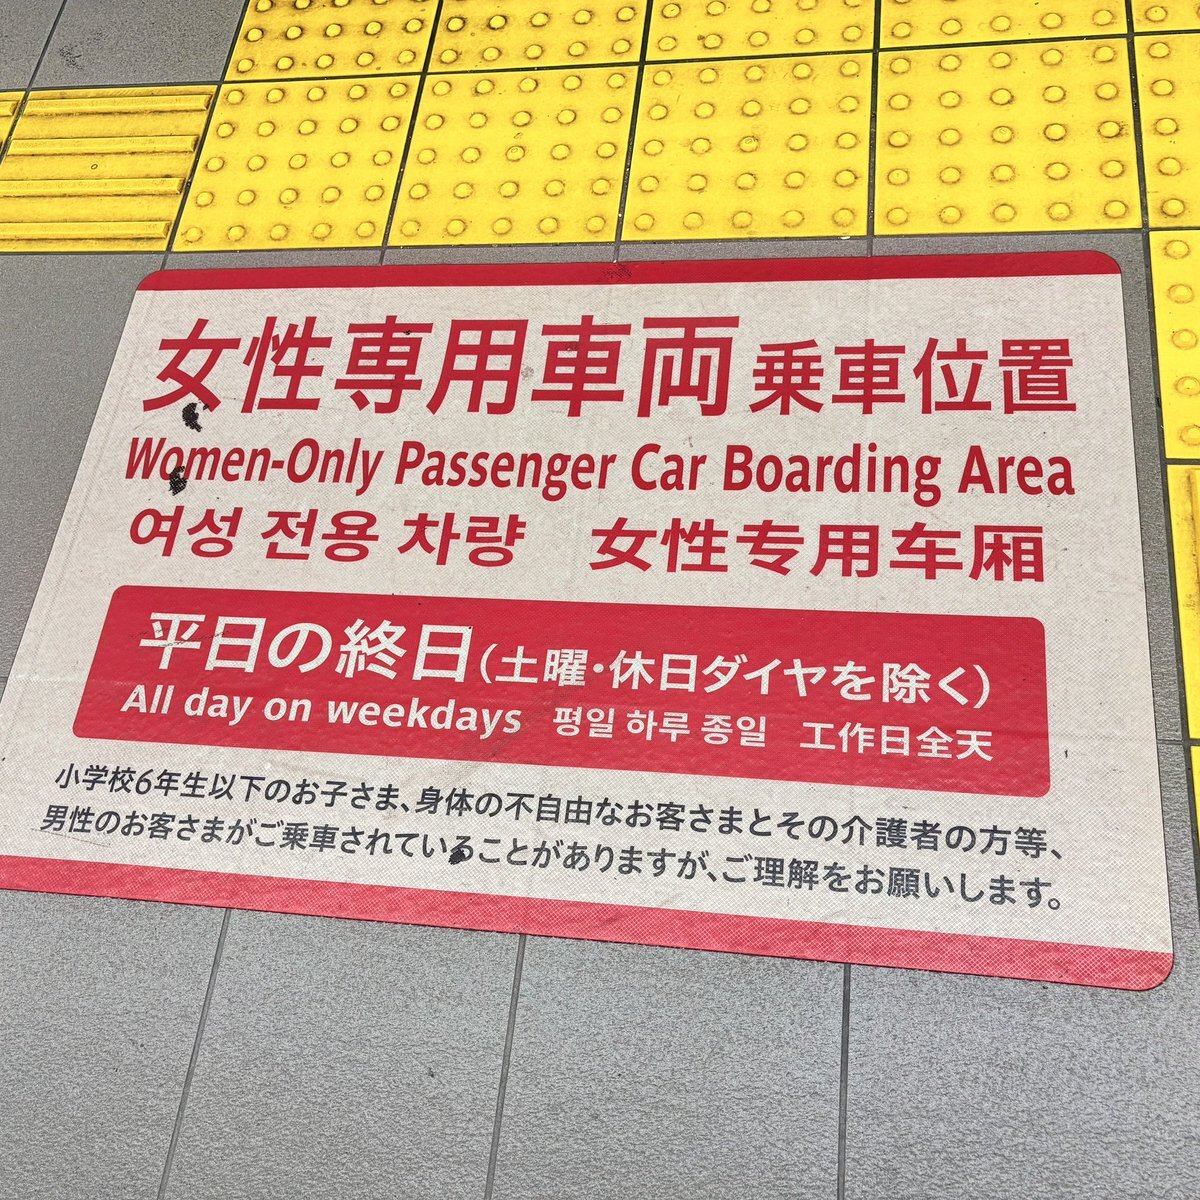 女性専用車両 乗車位置
Women-Only Passenger Car Boarding Area
여성 전용 차량 女性专用车厢
平日の終日(土曜・休日ダイヤを除く)
All day on weekdays 평일 하루 종일 工作日全天
小学校6年生以下のお子さま、身体の不自由なお客さまとその介護者の方等、
男性のお客さまがご乗車されていることがありますが、ご理解をお願いします。